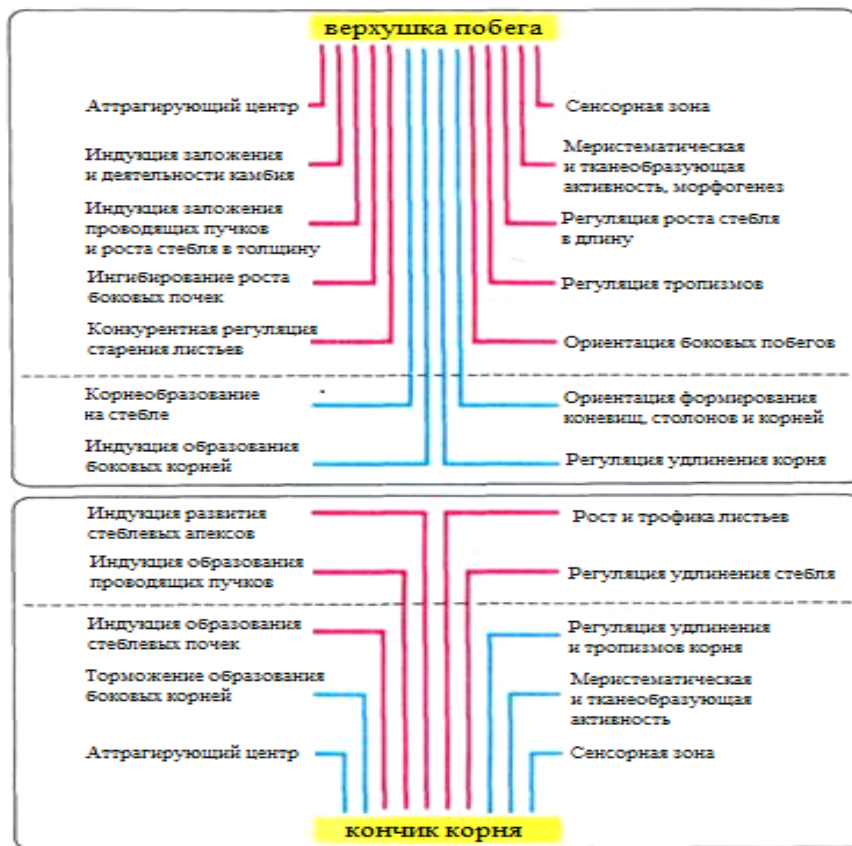 верхушка побега
Аттрагирующий центр
Индукция заложения
и деятельности камбия
Индукция заложения
проводящих пучков
и роста стебля в толщину
Ингибирование роста
боковых почек
Конкурентная регуляция
старения листьев
Корнеобразование
на стебле
Индукция образования
боковых корней
Сенсорная зона
Меристематическая
и тканеобразующая
активность, морфогенез
Регуляция роста стебля
в длину
Регуляция тропизмов
Ориентация боковых побегов
Ориентация формирования
коневищ, столонов и корней
Регуляция удлинения корня
Индукция развития
стеблевых апексов
Индукция образования
проводящих пучков
Индукция образования
стеблевых почек
Торможение образования
боковых корней
Аттрагирующий центр
Рост и трофика листьев
Регуляция удлинения стебля
Регуляция удлинения
и тропизмов корня
Меристематическая
и тканеобразующая
активность
Сенсорная зона
кончик корня